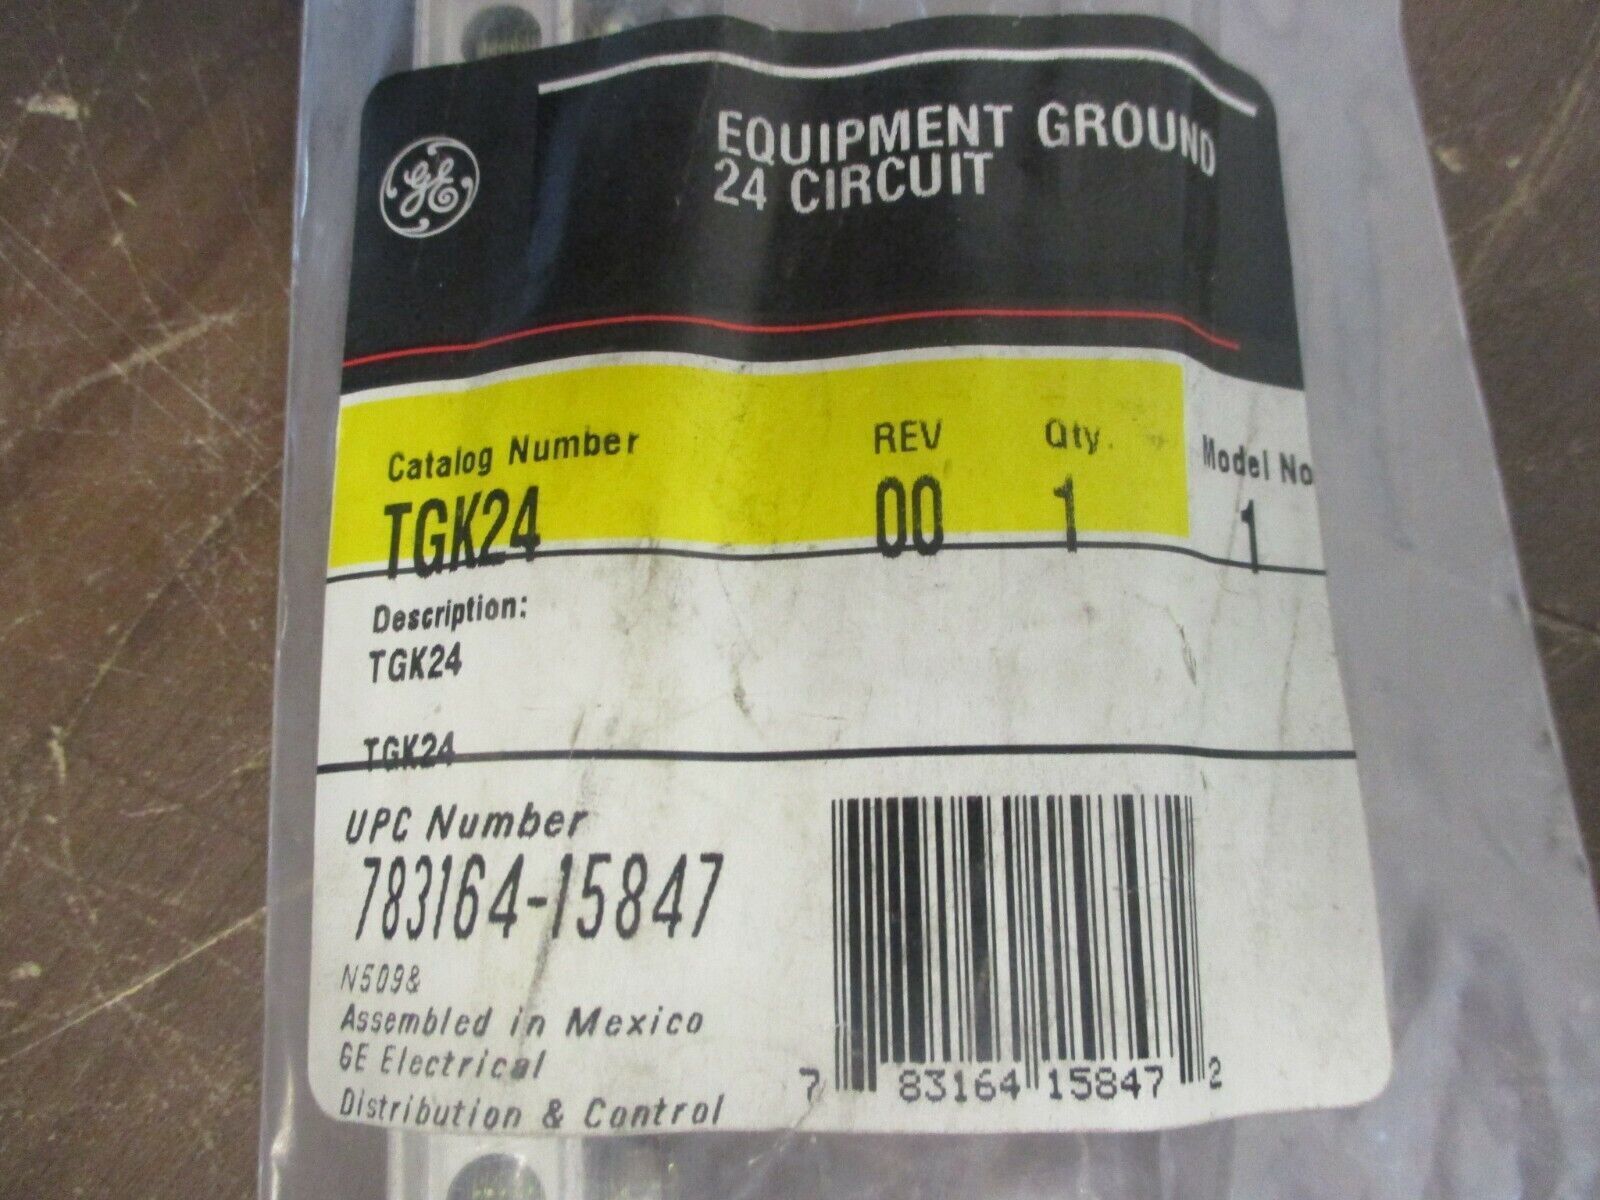 GE
EQUIPMENT GROUND
24 CIRCUIT
Catalog Number REV Qty. Model No
TGK24 00 1 1
Description:
TGK24
TGK24
UPC Number
783164-15847
N509&
Assembled in Mexico
GE Electrical
Distribution & Control
7 83164 15847 2